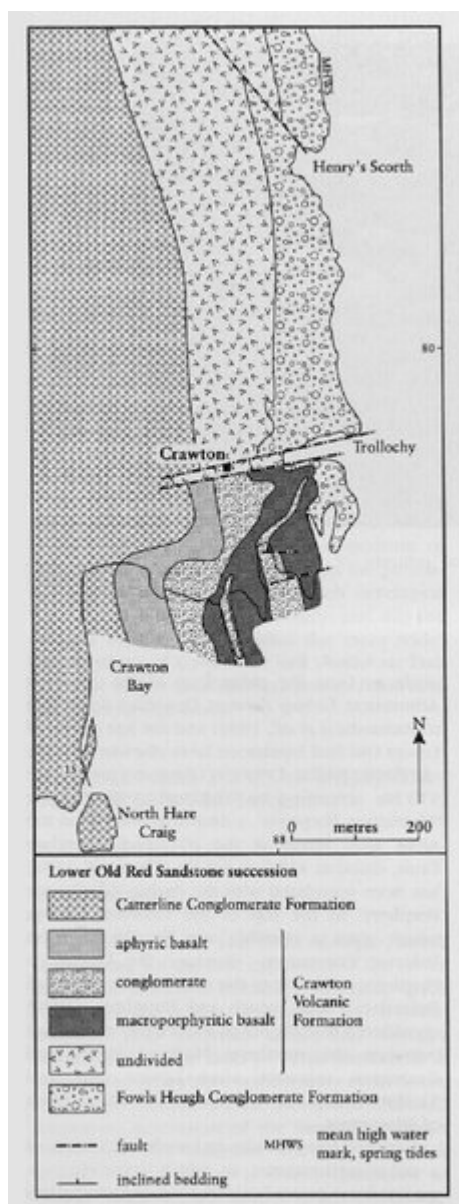 MHWS
Henry's Scorth
80
Crawton
Trollochy
Crawton
Bay
N
15
North Hare
Craig
0 metres 200
88
Lower Old Red Sandstone succession
Catterline Conglomerate Formation
aphyric basalt
conglomerate
Crawton
Volcanic
Formation
macroporphyritic basalt
undivided
Fowls Heugh Conglomerate Formation
fault
MHWS mean high water
mark, spring tides
inclined bedding